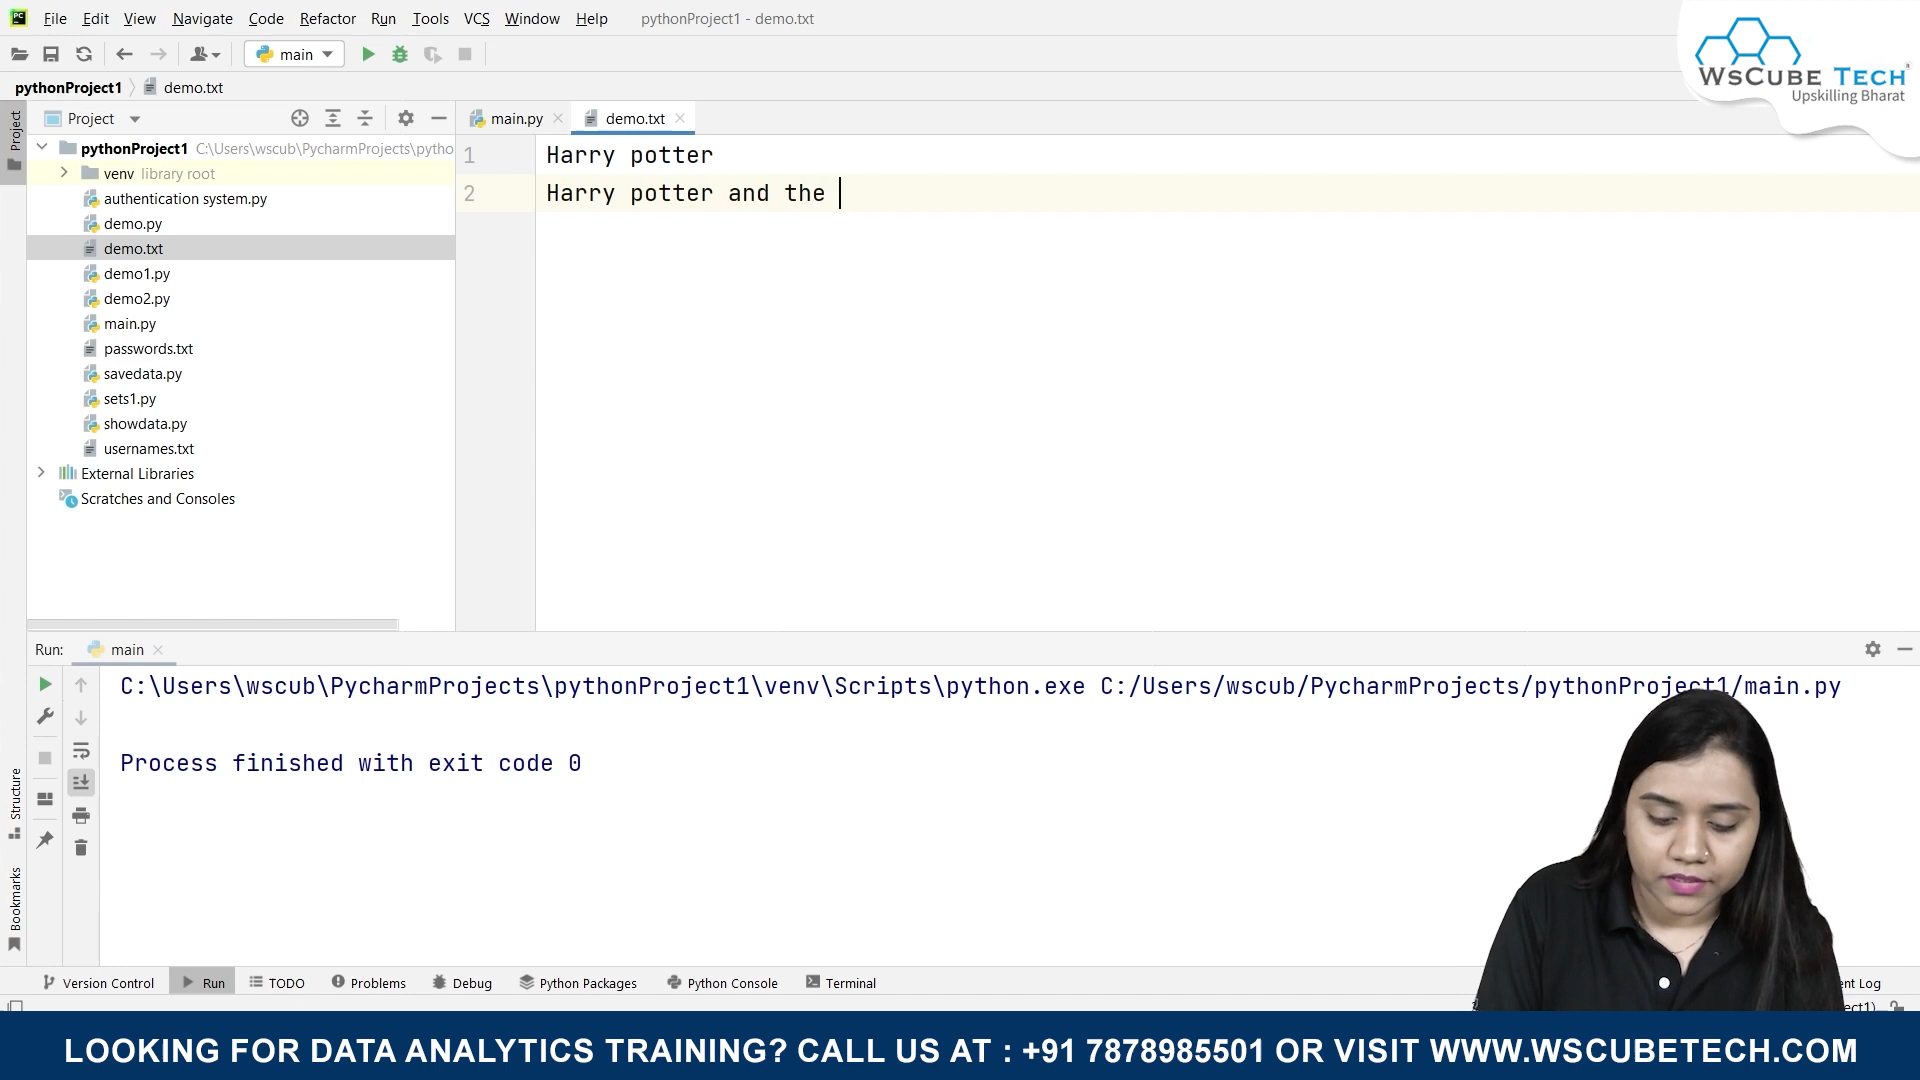 File Edit View Navigate Code Refactor Run Tools VCS Window Help pythonProject1 - demo.txt
main
WsCube Tech
Upskilling Bharat
pythonProject1 demo.txt
Project
Project
main.py demo.txt
pythonProject1 C:\Users\wscub\PycharmProjects\pytho
venv library root
authentication system.py
demo.py
demo.txt
demo1.py
demo2.py
main.py
passwords.txt
savedata.py
sets1.py
showdata.py
usernames.txt
External Libraries
Scratches and Consoles
1 Harry potter
2 Harry potter and the
Run: main
C:\Users\wscub\PycharmProjects\pythonProject1\venv\Scripts\python.exe C:/Users/wscub/PycharmProjects/pythonProject1/main.py
Process finished with exit code 0
Structure
Bookmarks
Version Control Run TODO Problems Debug Python Packages Python Console Terminal
ent Log
ect1)
LOOKING FOR DATA ANALYTICS TRAINING? CALL US AT : +91 7878985501 OR VISIT WWW.WSCUBETECH.COM